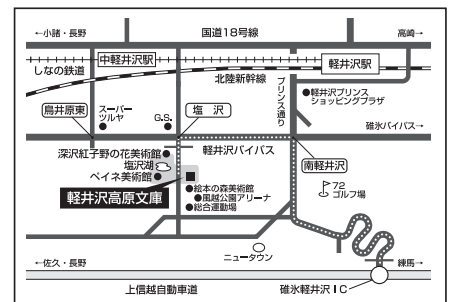 ←小諸・長野
国道18号線
高崎→
中軽井沢駅
軽井沢駅
しなの鉄道
北陸新幹線
プリンス通り
●軽井沢プリンス
ショッピングプラザ
鳥井原東
スーパー
ツルヤ
G.S.
塩 沢
碓氷バイパス→
深沢紅子野の花美術館●
軽井沢バイパス
塩沢湖
南軽井沢
ペイネ美術館●
軽井沢高原文庫
●絵本の森美術館
●風越公園アリーナ
●総合運動場
72
ゴルフ場
ニュータウン
←佐久・長野
練馬→
上信越自動車道
碓氷軽井沢IC